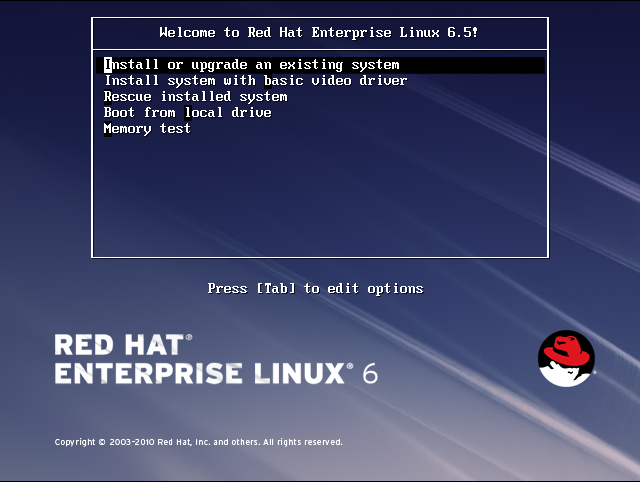 Welcome to Red Hat Enterprise Linux 6.5!
Install or upgrade an existing system
Install system with basic video driver
Rescue installed system
Boot from local drive
Memory test
Press [Tab] to edit options
RED HAT®
ENTERPRISE LINUX® 6
Copyright © 2003-2010 Red Hat, Inc. and others. All rights reserved.